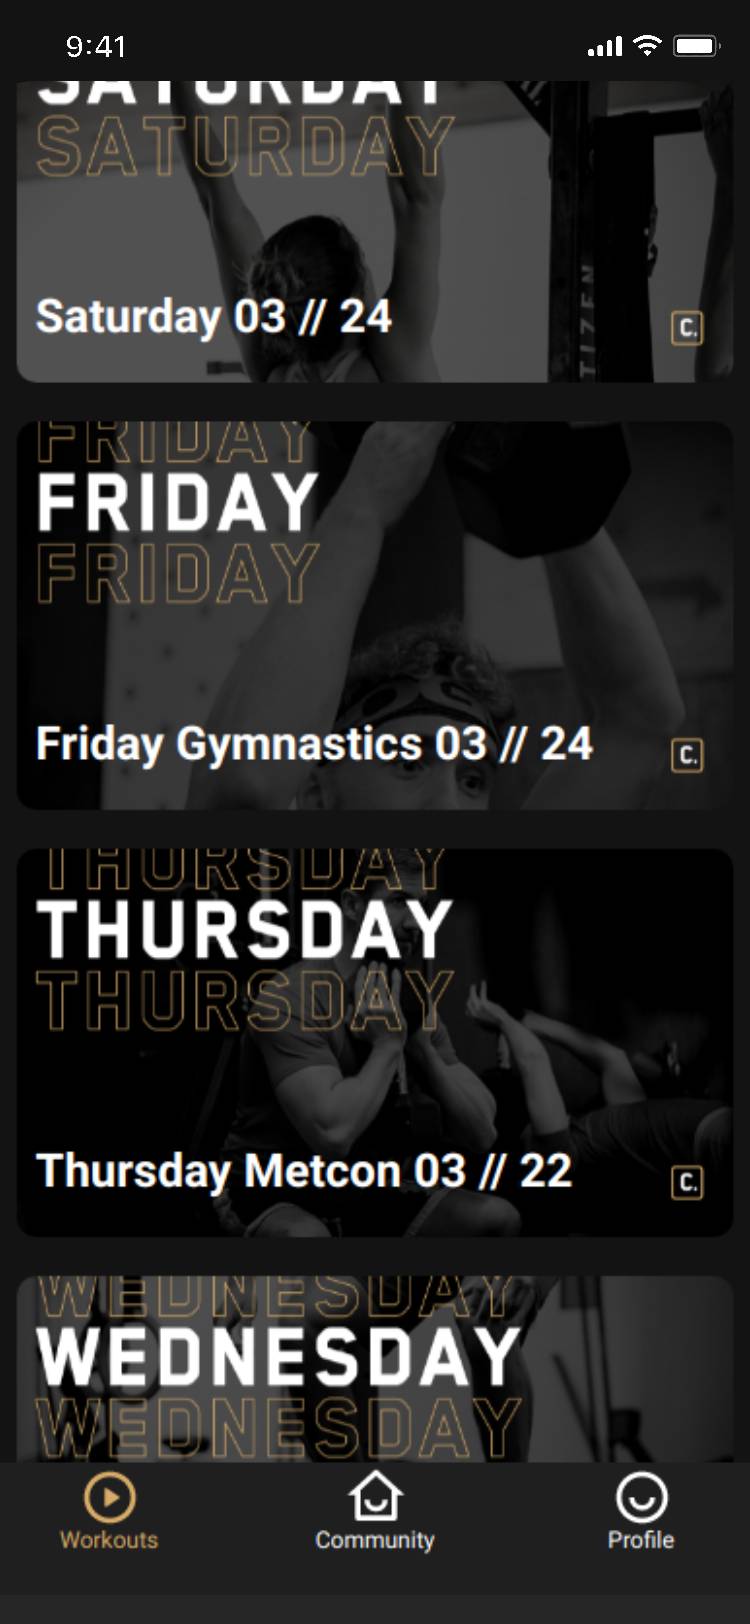 9:41
SATURDAY
SATURDAY
Saturday 03 // 24
C.
FRIDAY
FRIDAY
FRIDAY
Friday Gymnastics 03 // 24
C.
THURSDAY
THURSDAY
THURSDAY
Thursday Metcon 03 // 22
C.
WEDNESDAY
WEDNESDAY
WEDNESDAY
Workouts
Community
Profile